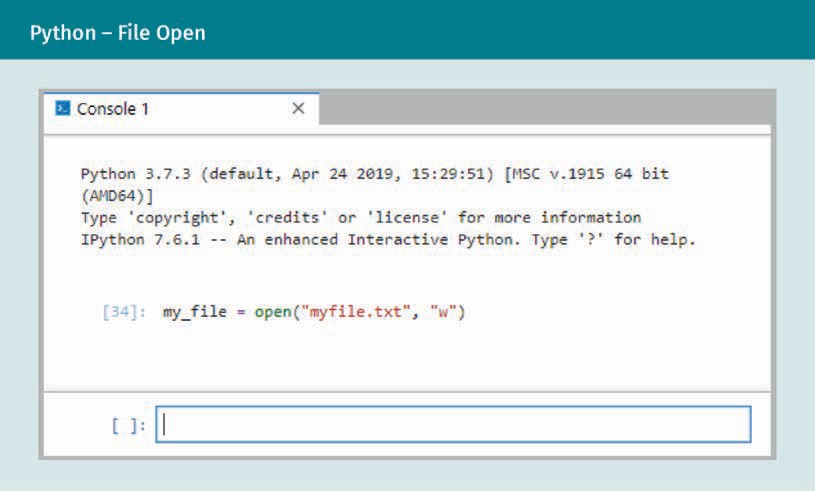 Python – File Open
Console 1
Python 3.7.3 (default, Apr 24 2019, 15:29:51) [MSC v.1915 64 bit
(AMD64)]
Type 'copyright', 'credits' or 'license' for more information
IPython 7.6.1 -- An enhanced Interactive Python. Type '?' for help.
[34]: my_file = open("myfile.txt", "w")
[ ]: